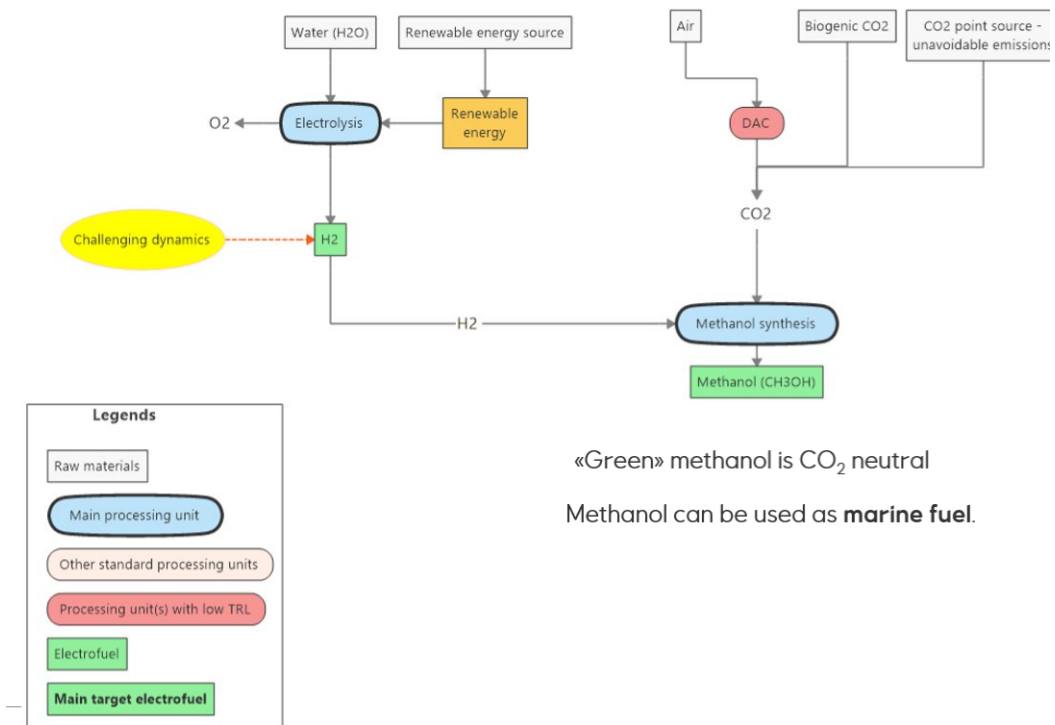 Water (H2O)
Renewable energy source
Air
Biogenic CO2
CO2 point source -
unavoidable emissions
O2
Electrolysis
Renewable
energy
DAC
CO2
Challenging dynamics
H2
H2
Methanol synthesis
Methanol (CH3OH)
Legends
Raw materials
Main processing unit
Other standard processing units
Processing unit(s) with low TRL
Electrofuel
Main target electrofuel
«Green» methanol is CO₂ neutral
Methanol can be used as marine fuel.